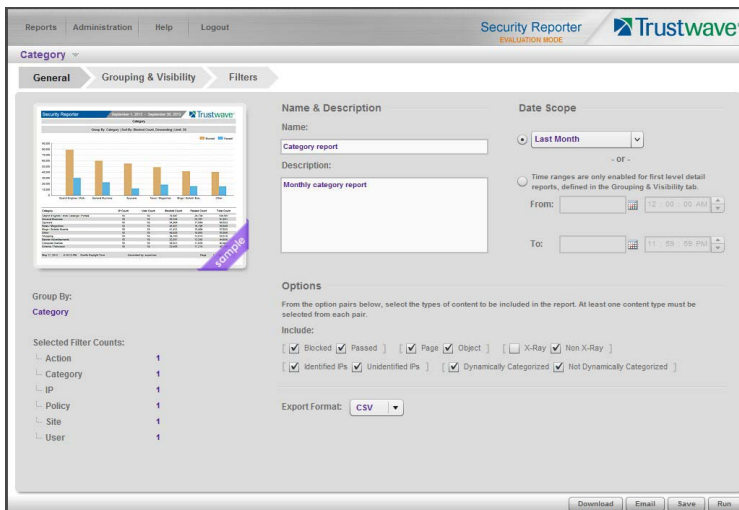 Reports Administration Help Logout
Security Reporter
EVALUATION MODE
Trustwave
Category
General Grouping & Visibility Filters
Security Reporter
Trustwave
Category
sample
Group By:
Category
Selected Filter Counts:
Action 1
Category 1
IP 1
Policy 1
Site 1
User 1
Name & Description
Name:
Category report
Description:
Monthly category report
Date Scope
Last Month
- or -
Time ranges are only enabled for first level detail
reports, defined in the Grouping & Visibility tab.
From: 12 : 00 : 00 AM
To: 11 : 59 : 59 PM
Options
From the option pairs below, select the types of content to be included in the report. At least one content type must be
selected from each pair.
Include:
[ Blocked Passed ] [ Page Object ] [ X-Ray Non X-Ray ]
[ Identified IPs Unidentified IPs ] [ Dynamically Categorized Not Dynamically Categorized ]
Export Format: CSV
Download Email Save Run